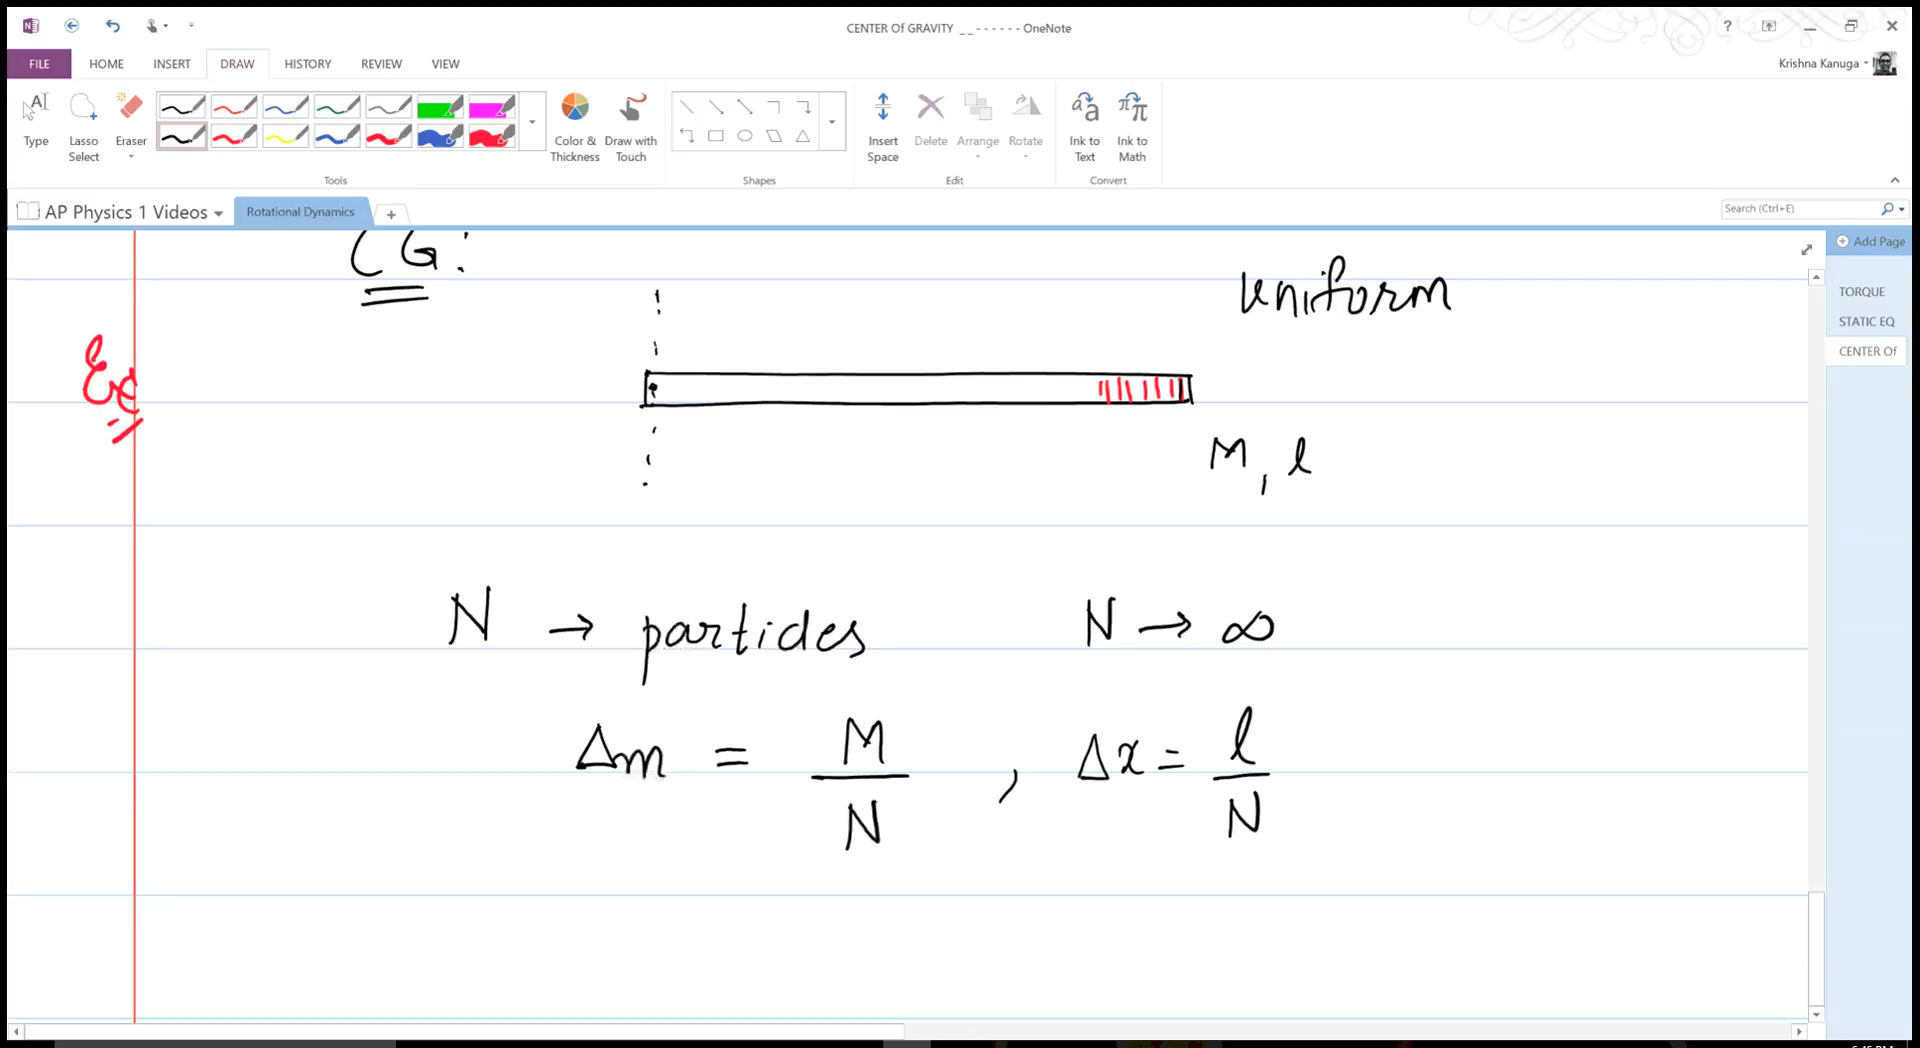 CENTER Of GRAVITY _ _ - - - - - - OneNote
?
FILE HOME INSERT DRAW HISTORY REVIEW VIEW
Krishna Kanuga
Type
Lasso Select
Eraser
Color & Thickness
Draw with Touch
Insert Space
Delete
Arrange
Rotate
Ink to Text
Ink to Math
Tools
Shapes
Edit
Convert
AP Physics 1 Videos
Rotational Dynamics
+
Search (Ctrl+E)
Add Page
TORQUE
STATIC EQ
CENTER Of
CG:
uniform
M, l
N → particles N → ∞
Δm = M/N , Δx = l/N